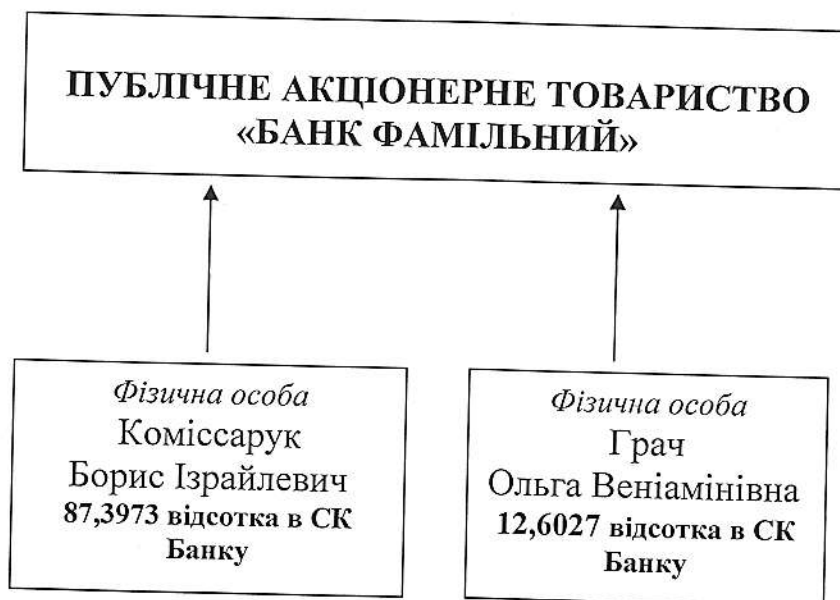 ПУБЛІЧНЕ АКЦІОНЕРНЕ ТОВАРИСТВО
«БАНК ФАМІЛЬНИЙ»
Фізична особа
Коміссарук
Борис Ізрайлевич
87,3973 відсотка в СК
Банку
Фізична особа
Грач
Ольга Веніамінівна
12,6027 відсотка в СК
Банку